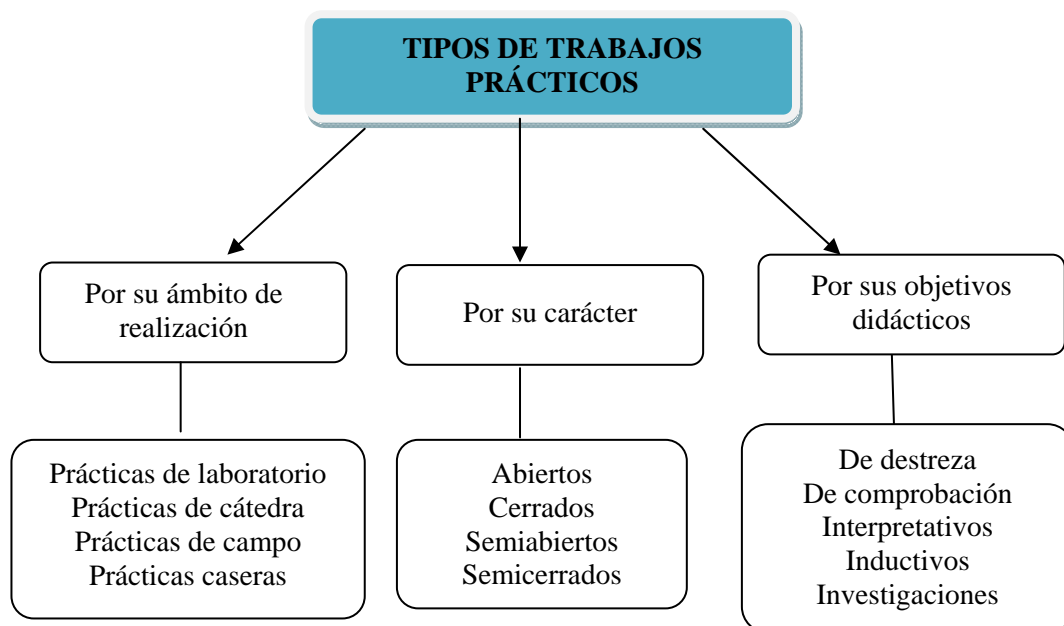 TIPOS DE TRABAJOS
PRÁCTICOS
Por su ámbito de
realización
Por su carácter
Por sus objetivos
didácticos
Prácticas de laboratorio
Prácticas de cátedra
Prácticas de campo
Prácticas caseras
Abiertos
Cerrados
Semiabiertos
Semicerrados
De destreza
De comprobación
Interpretativos
Inductivos
Investigaciones